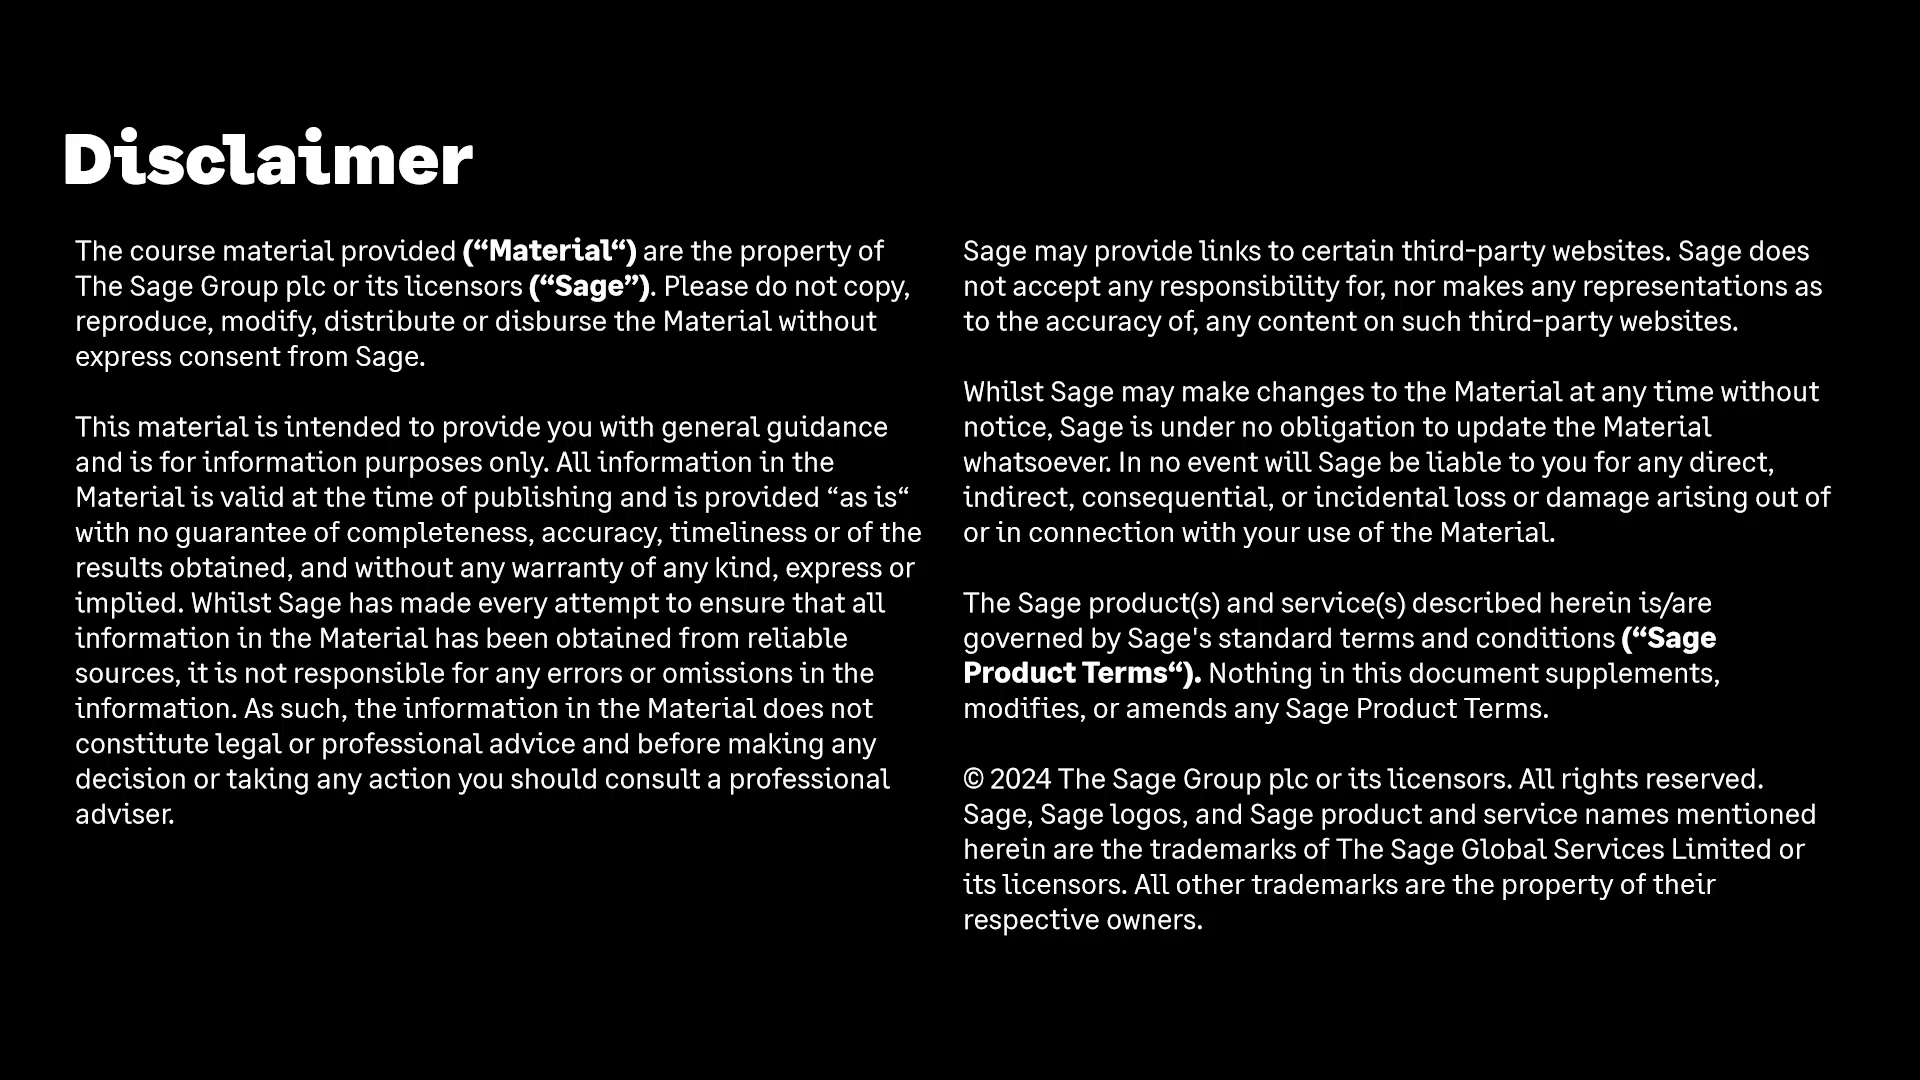 Disclaimer
The course material provided (“Material“) are the property of
The Sage Group plc or its licensors (“Sage”). Please do not copy,
reproduce, modify, distribute or disburse the Material without
express consent from Sage.
This material is intended to provide you with general guidance
and is for information purposes only. All information in the
Material is valid at the time of publishing and is provided “as is“
with no guarantee of completeness, accuracy, timeliness or of the
results obtained, and without any warranty of any kind, express or
implied. Whilst Sage has made every attempt to ensure that all
information in the Material has been obtained from reliable
sources, it is not responsible for any errors or omissions in the
information. As such, the information in the Material does not
constitute legal or professional advice and before making any
decision or taking any action you should consult a professional
adviser.
Sage may provide links to certain third-party websites. Sage does
not accept any responsibility for, nor makes any representations as
to the accuracy of, any content on such third-party websites.
Whilst Sage may make changes to the Material at any time without
notice, Sage is under no obligation to update the Material
whatsoever. In no event will Sage be liable to you for any direct,
indirect, consequential, or incidental loss or damage arising out of
or in connection with your use of the Material.
The Sage product(s) and service(s) described herein is/are
governed by Sage's standard terms and conditions (“Sage
Product Terms“). Nothing in this document supplements,
modifies, or amends any Sage Product Terms.
© 2024 The Sage Group plc or its licensors. All rights reserved.
Sage, Sage logos, and Sage product and service names mentioned
herein are the trademarks of The Sage Global Services Limited or
its licensors. All other trademarks are the property of their
respective owners.